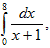 ∫₀⁸ dx/(x + 1),